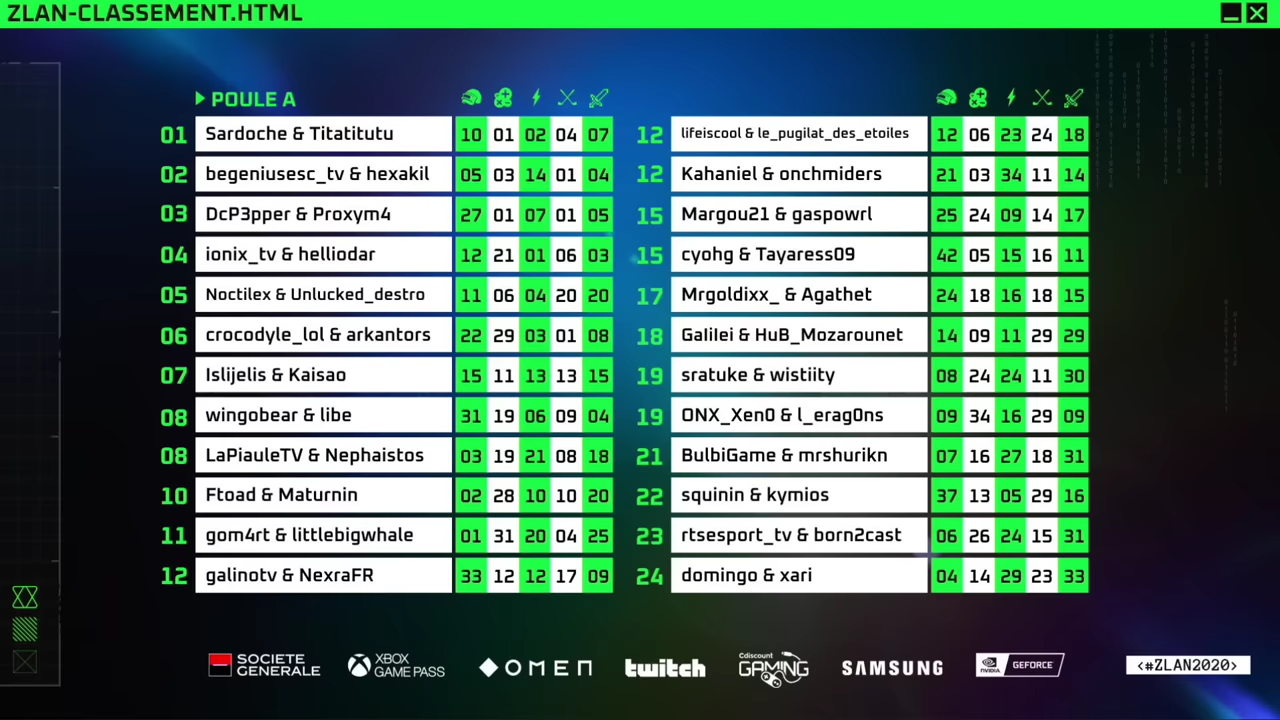 ZLAN-CLASSEMENT.HTML
POULE A
01 Sardoche & Titatitutu 10 01 02 04 07
02 begeniusesc_tv & hexakil 05 03 14 01 04
03 DcP3pper & Proxym4 27 01 07 01 05
04 ionix_tv & helliodar 12 21 01 06 03
05 Noctilex & Unlucked_destro 11 06 04 20 20
06 crocodyle_lol & arkantors 22 29 03 01 08
07 Islijelis & Kaisao 15 11 13 13 15
08 wingobear & libe 31 19 06 09 04
08 LaPiauleTV & Nephaistos 03 19 21 08 18
10 Ftoad & Maturnin 02 28 10 10 20
11 gom4rt & littlebigwhale 01 31 20 04 25
12 galinotv & NexraFR 33 12 12 17 09
12 lifeiscool & le_pugilat_des_etoiles 12 06 23 24 18
12 Kahaniel & onchmiders 21 03 34 11 14
15 Margou21 & gaspowrl 25 24 09 14 17
15 cyohg & Tayaress09 42 05 15 16 11
17 Mrgoldixx_ & Agathet 24 18 16 18 15
18 GaliIei & HuB_Mozarounet 14 09 11 29 29
19 sratuke & wistiity 08 24 24 11 30
19 ONX_Xen0 & l_erag0ns 09 34 16 29 09
21 BulbiGame & mrshurikn 07 16 27 18 31
22 squinin & kymios 37 13 05 29 16
23 rtsesport_tv & born2cast 06 26 24 15 31
24 domingo & xari 04 14 29 23 33
SOCIETE GENERALE
XBOX GAME PASS
OMEN
twitch
Cdiscount GAMING
SAMSUNG
NVIDIA GEFORCE
<#ZLAN2020>